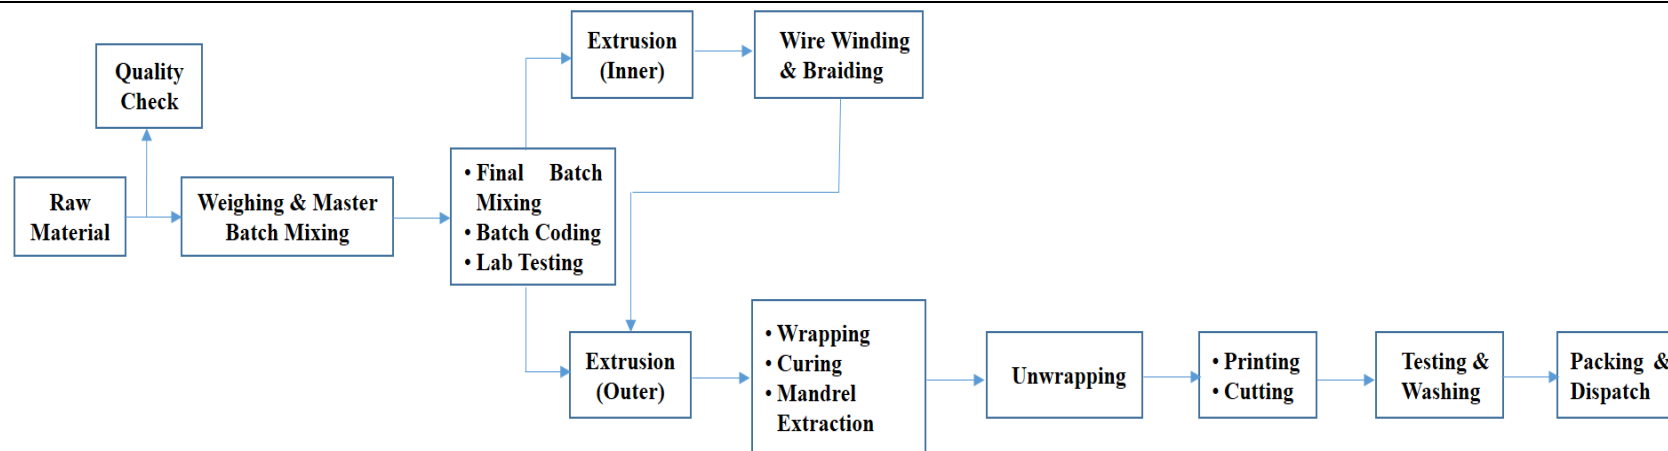 Extrusion
(Inner)
Wire Winding
& Braiding
Quality
Check
Raw
Material
Weighing & Master
Batch Mixing
• Final Batch
Mixing
• Batch Coding
• Lab Testing
Extrusion
(Outer)
• Wrapping
• Curing
• Mandrel
Extraction
Unwrapping
• Printing
• Cutting
Testing &
Washing
Packing &
Dispatch